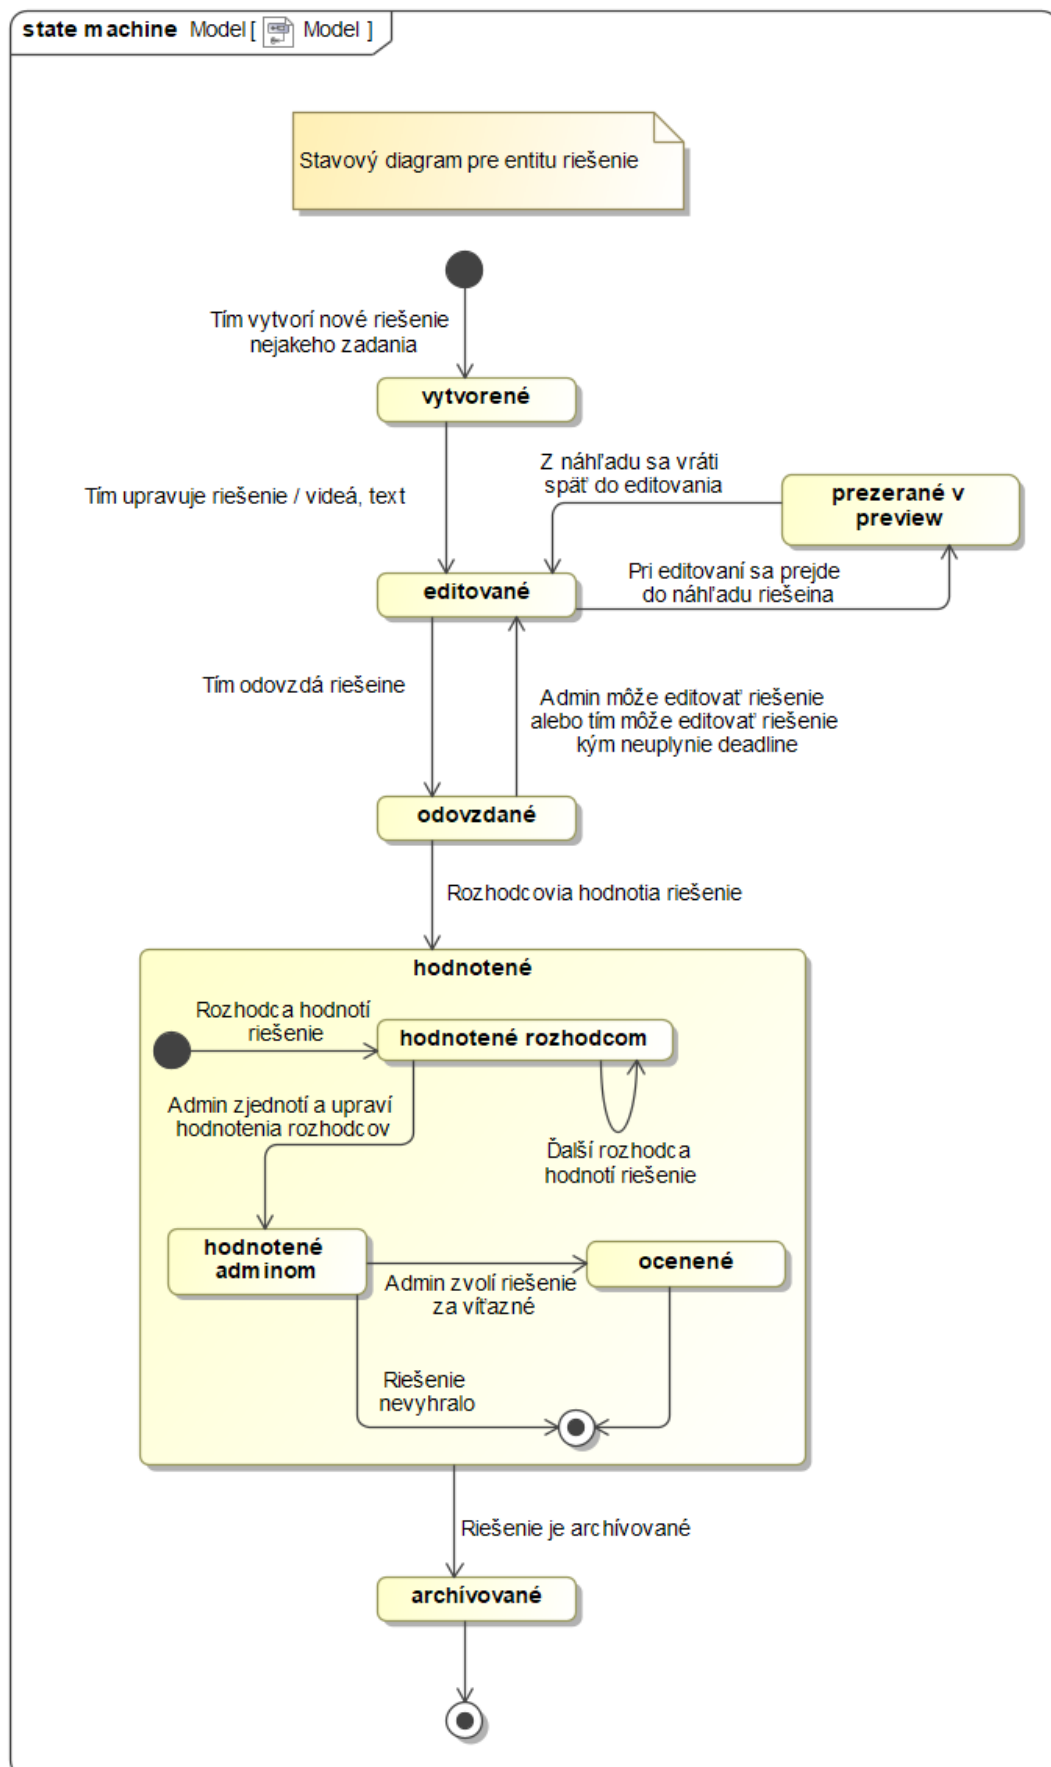 state machine Model [ Model ]
Stavový diagram pre entitu riešenie
Tím vytvorí nové riešenie
nejakeho zadania
vytvorené
Tím upravuje riešenie / videá, text
Z náhľadu sa vráti
späť do editovania
prezerané v
preview
editované
Pri editovaní sa prejde
do náhľadu riešeina
Tím odovzdá riešeine
Admin môže editovať riešenie
alebo tím môže editovať riešenie
kým neuplynie deadline
odovzdané
Rozhodcovia hodnotia riešenie
hodnotené
Rozhodca hodnotí
riešenie
hodnotené rozhodcom
Admin zjednotí a upraví
hodnotenia rozhodcov
Ďalší rozhodca
hodnotí riešenie
hodnotené
adminom
Admin zvolí riešenie
za víťazné
ocenené
Riešenie
nevyhralo
Riešenie je archívované
archívované